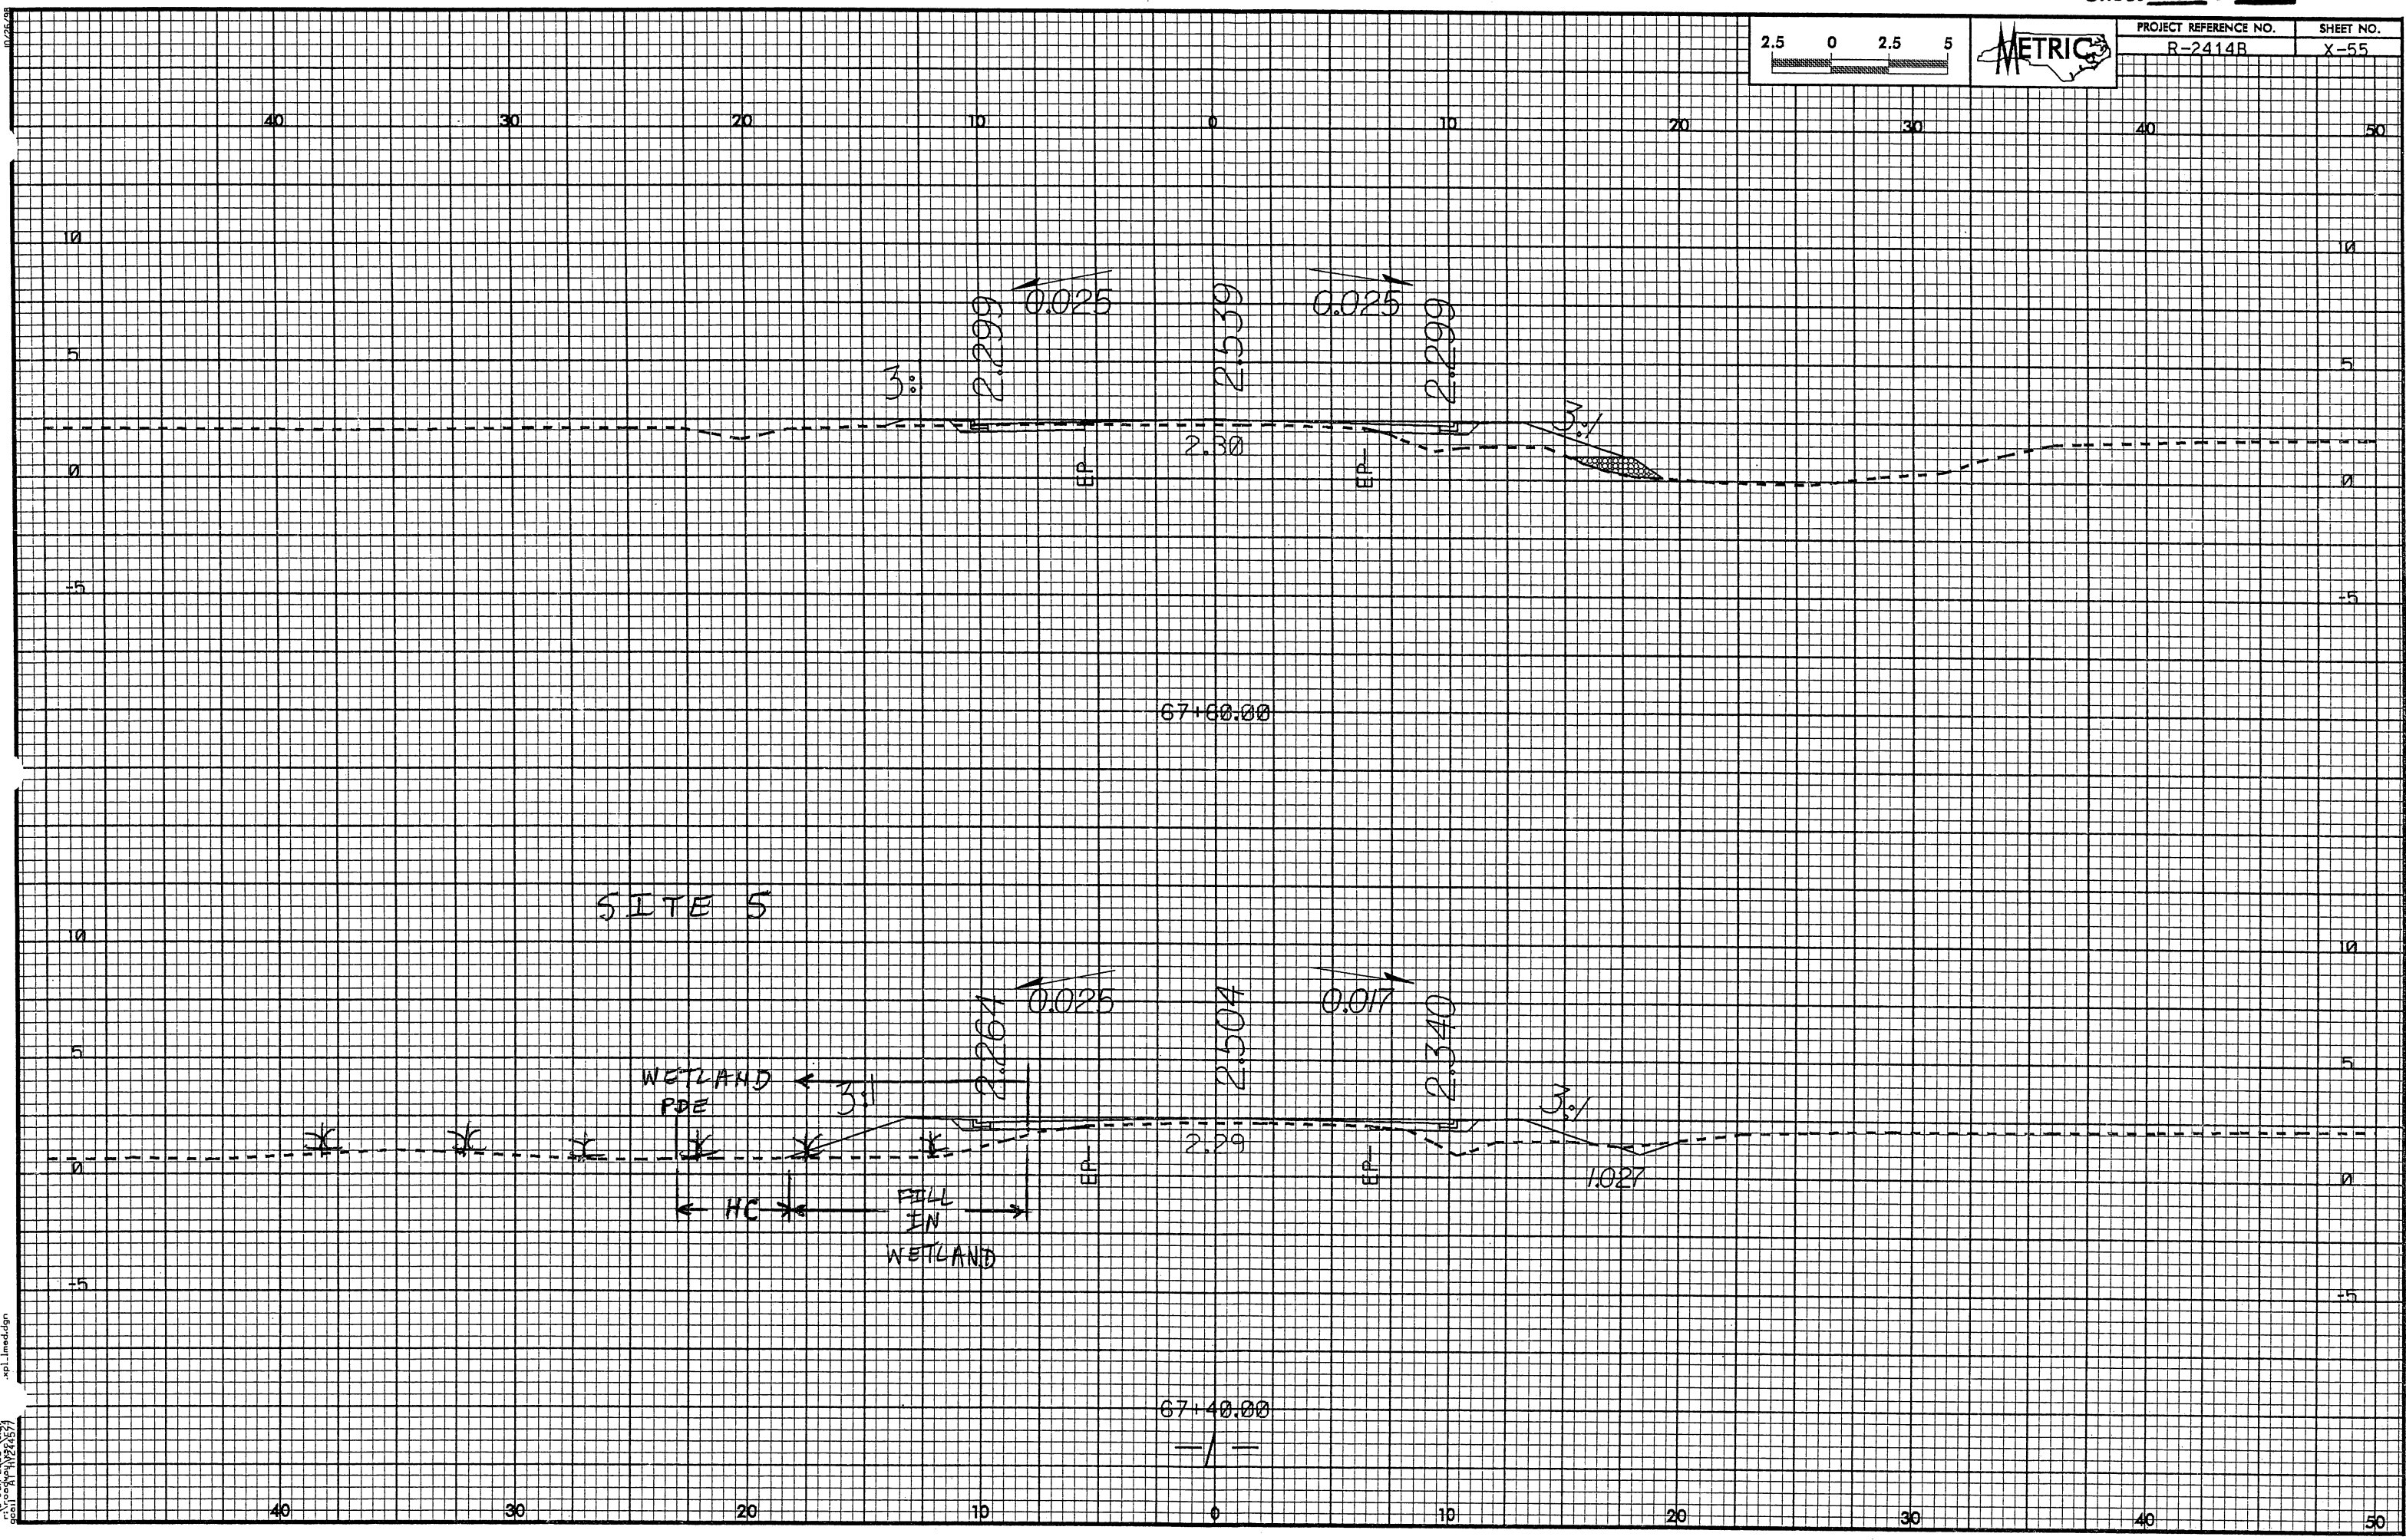 10/26/98
2.5 0 2.5 5
METRIC
PROJECT REFERENCE NO. SHEET NO.
R-2414B X-55
40 30 20 10 0 10 20 30 40 50
10 10
0.025 0.025
2.299 2.539 2.299
5 5
3: 3:1
2.30
EP EP
0 0
-5 -5
67+60.00
SITE 5
10 10
0.025 0.017
2.264 2.504 2.340
5 5
WETLAND 3:1 3:1
PDE
2.29
EP EP
0 1.027 0
HC FILL
IN
WETLAND
-5 -5
67+40.00
40 30 20 10 0 10 20 30 40 50